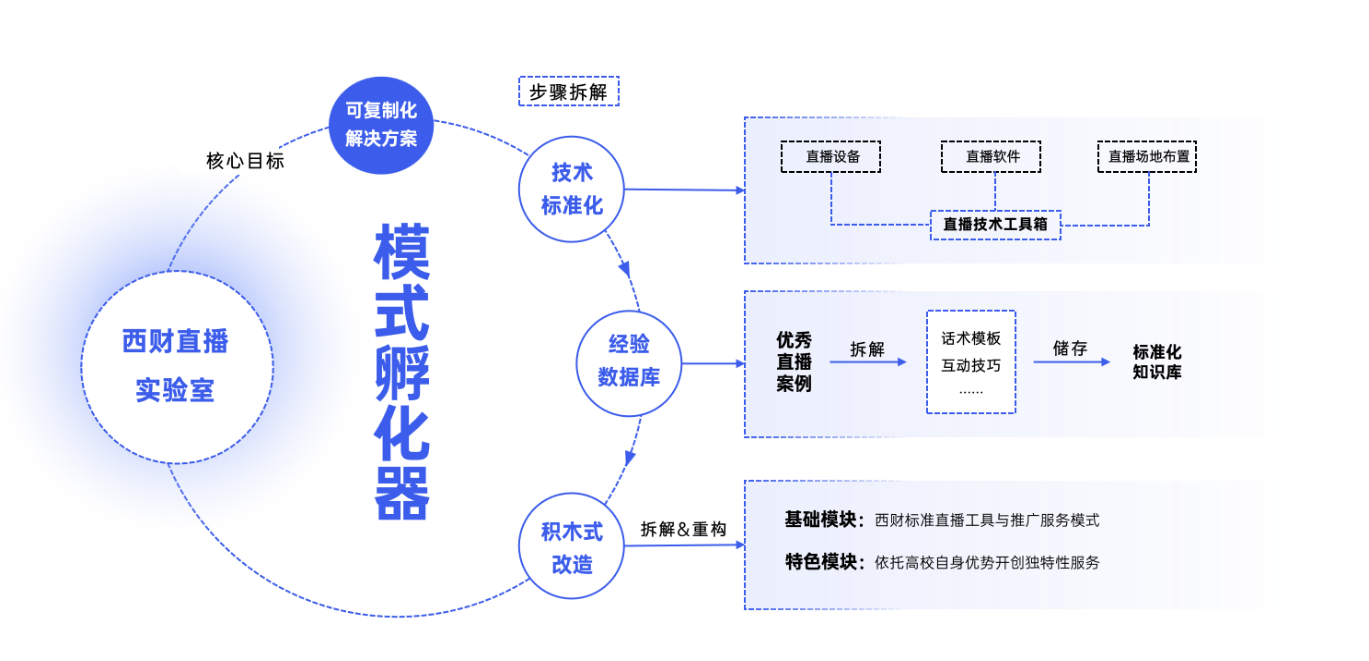 可复制化
解决方案
核心目标
西财直播
实验室
模式孵化器
步骤拆解
技术
标准化
直播设备
直播软件
直播场地布置
直播技术工具箱
经验
数据库
优秀
直播
案例
拆解
话术模板
互动技巧
......
储存
标准化
知识库
积木式
改造
拆解&重构
基础模块：西财标准直播工具与推广服务模式
特色模块：依托高校自身优势开创独特性服务